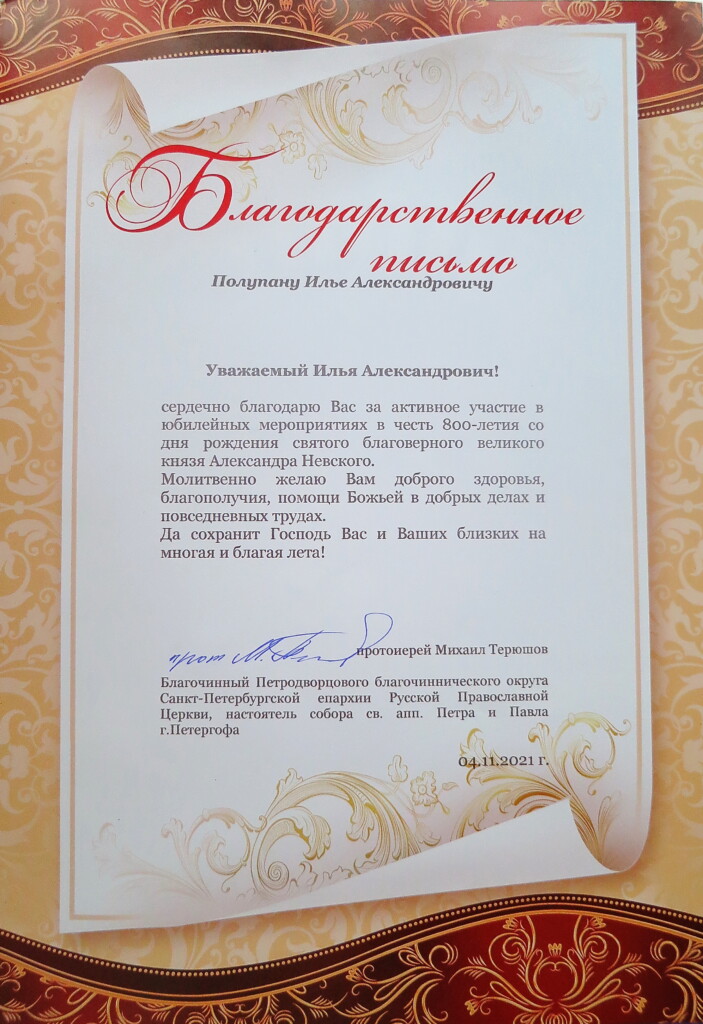 Благодарственное
письмо
Полупану Илье Александровичу
Уважаемый Илья Александрович!
сердечно благодарю Вас за активное участие в
юбилейных мероприятиях в честь 800-летия со
дня рождения святого благоверного великого
князя Александра Невского.
Молитвенно желаю Вам доброго здоровья,
благополучия, помощи Божьей в добрых делах и
повседневных трудах.
Да сохранит Господь Вас и Ваших близких на
многая и благая лета!
прот М.
протоиерей Михаил Терюшов
Благочинный Петродворцового благочиннического округа
Санкт-Петербургской епархии Русской Православной
Церкви, настоятель собора св. апп. Петра и Павла
г.Петергофа
04.11.2021 г.